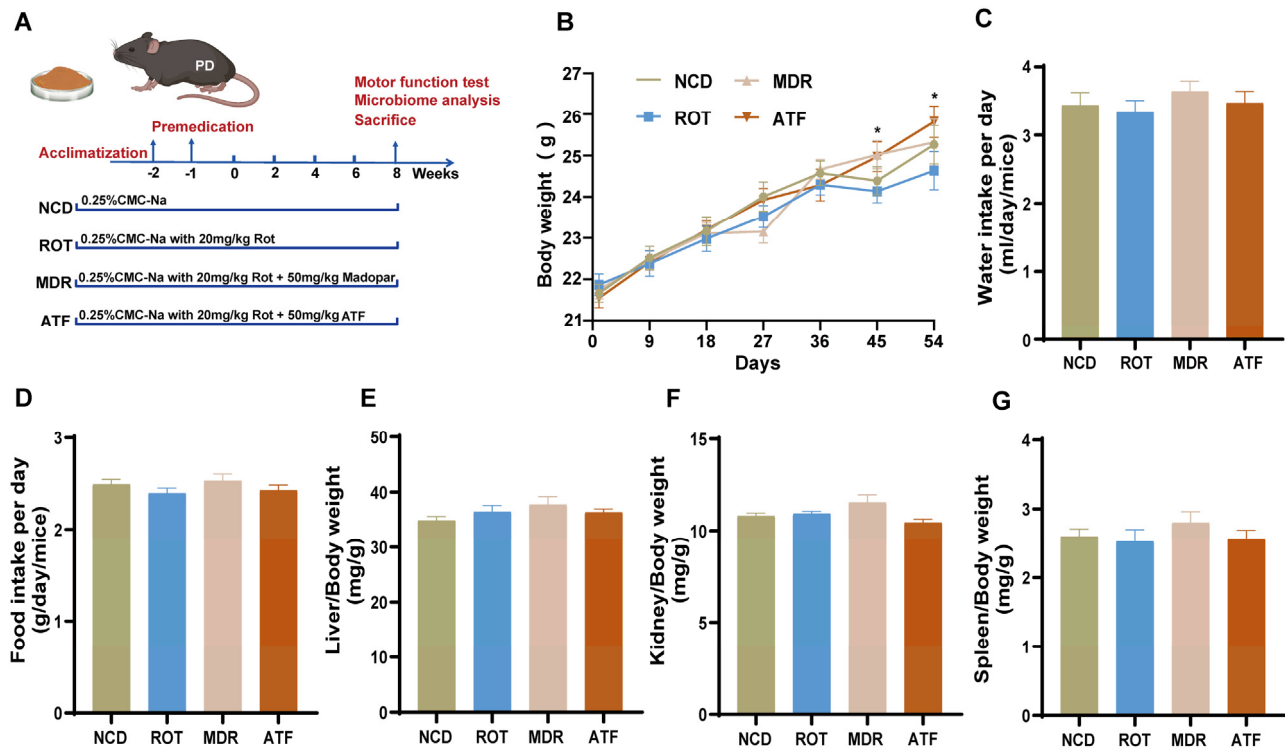 A
PD
Motor function test
Microbiome analysis
Sacrifice
Premedication
Acclimatization
-2 -1 0 2 4 6 8 Weeks
NCD 0.25%CMC-Na
ROT 0.25%CMC-Na with 20mg/kg Rot
MDR 0.25%CMC-Na with 20mg/kg Rot + 50mg/kg Madopar
ATF 0.25%CMC-Na with 20mg/kg Rot + 50mg/kg ATF
B
Body weight (g)
27
26
25
24
23
22
21
NCD MDR
ROT ATF
* *
0 9 18 27 36 45 54
Days
C
Water intake per day
(ml/day/mice)
4
3
2
1
0
NCD ROT MDR ATF
D
Food intake per day
(g/day/mice)
3
2
1
0
NCD ROT MDR ATF
E
Liver/Body weight
(mg/g)
50
40
30
20
10
0
NCD ROT MDR ATF
F
Kidney/Body weight
(mg/g)
15
10
5
0
NCD ROT MDR ATF
G
Spleen/Body weight
(mg/g)
4
3
2
1
0
NCD ROT MDR ATF